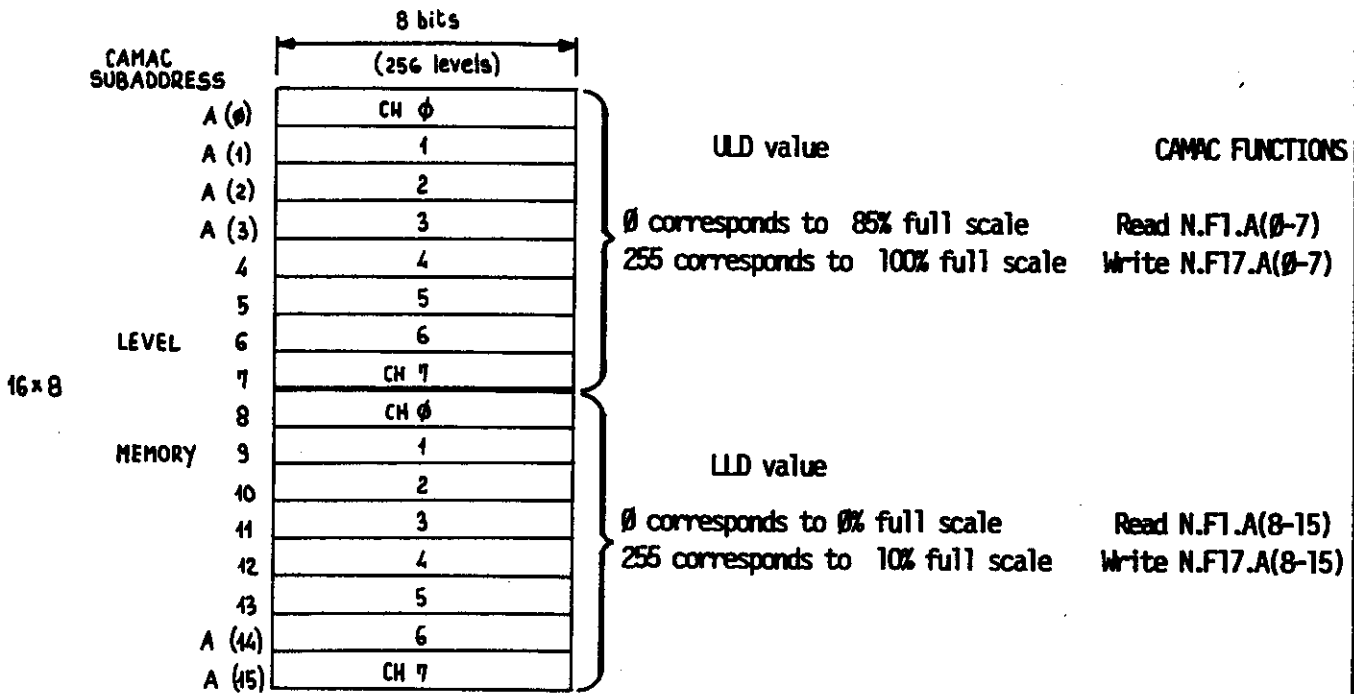 8 bits
(256 levels)
CAMAC
SUBADDRESS
A (ϕ) CH ϕ
A (1) 1
A (2) 2
A (3) 3
4 4
5 5
6 6
7 CH 7
8 CH ϕ
9 1
10 2
11 3
12 4
13 5
A (14) 6
A (15) CH 7
16×8
LEVEL
MEMORY
ULD value
CAMAC FUNCTIONS
Ø corresponds to 85% full scale Read N.F1.A(Ø-7)
255 corresponds to 100% full scale Write N.F17.A(Ø-7)
LLD value
Ø corresponds to Ø% full scale Read N.F1.A(8-15)
255 corresponds to 10% full scale Write N.F17.A(8-15)